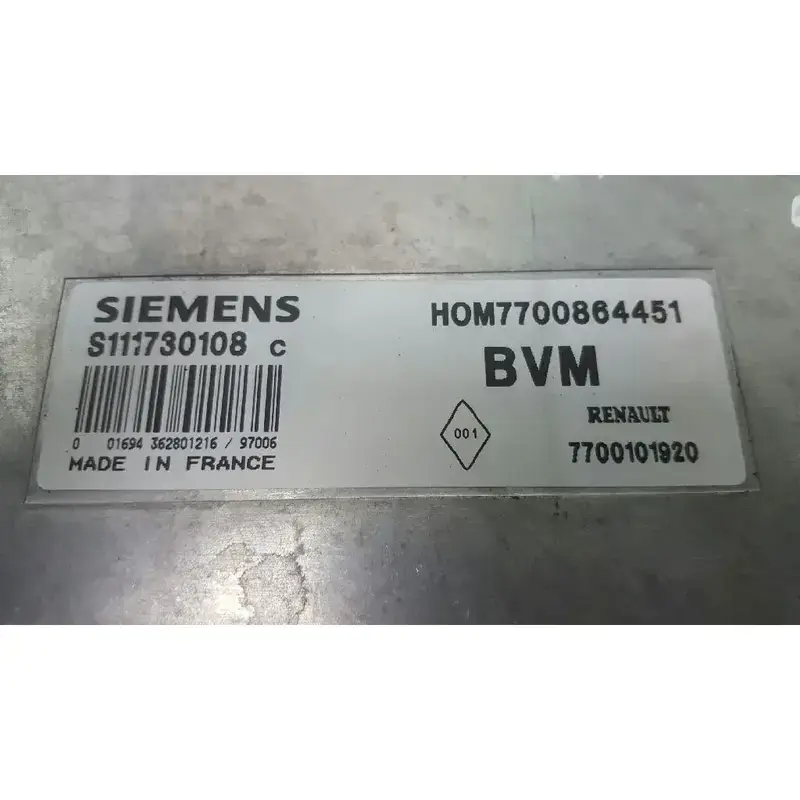 SIEMENS
S111730108 C
0 01694 362801216 / 97006
MADE IN FRANCE
HOM7700864451
BVM
001
RENAULT
7700101920